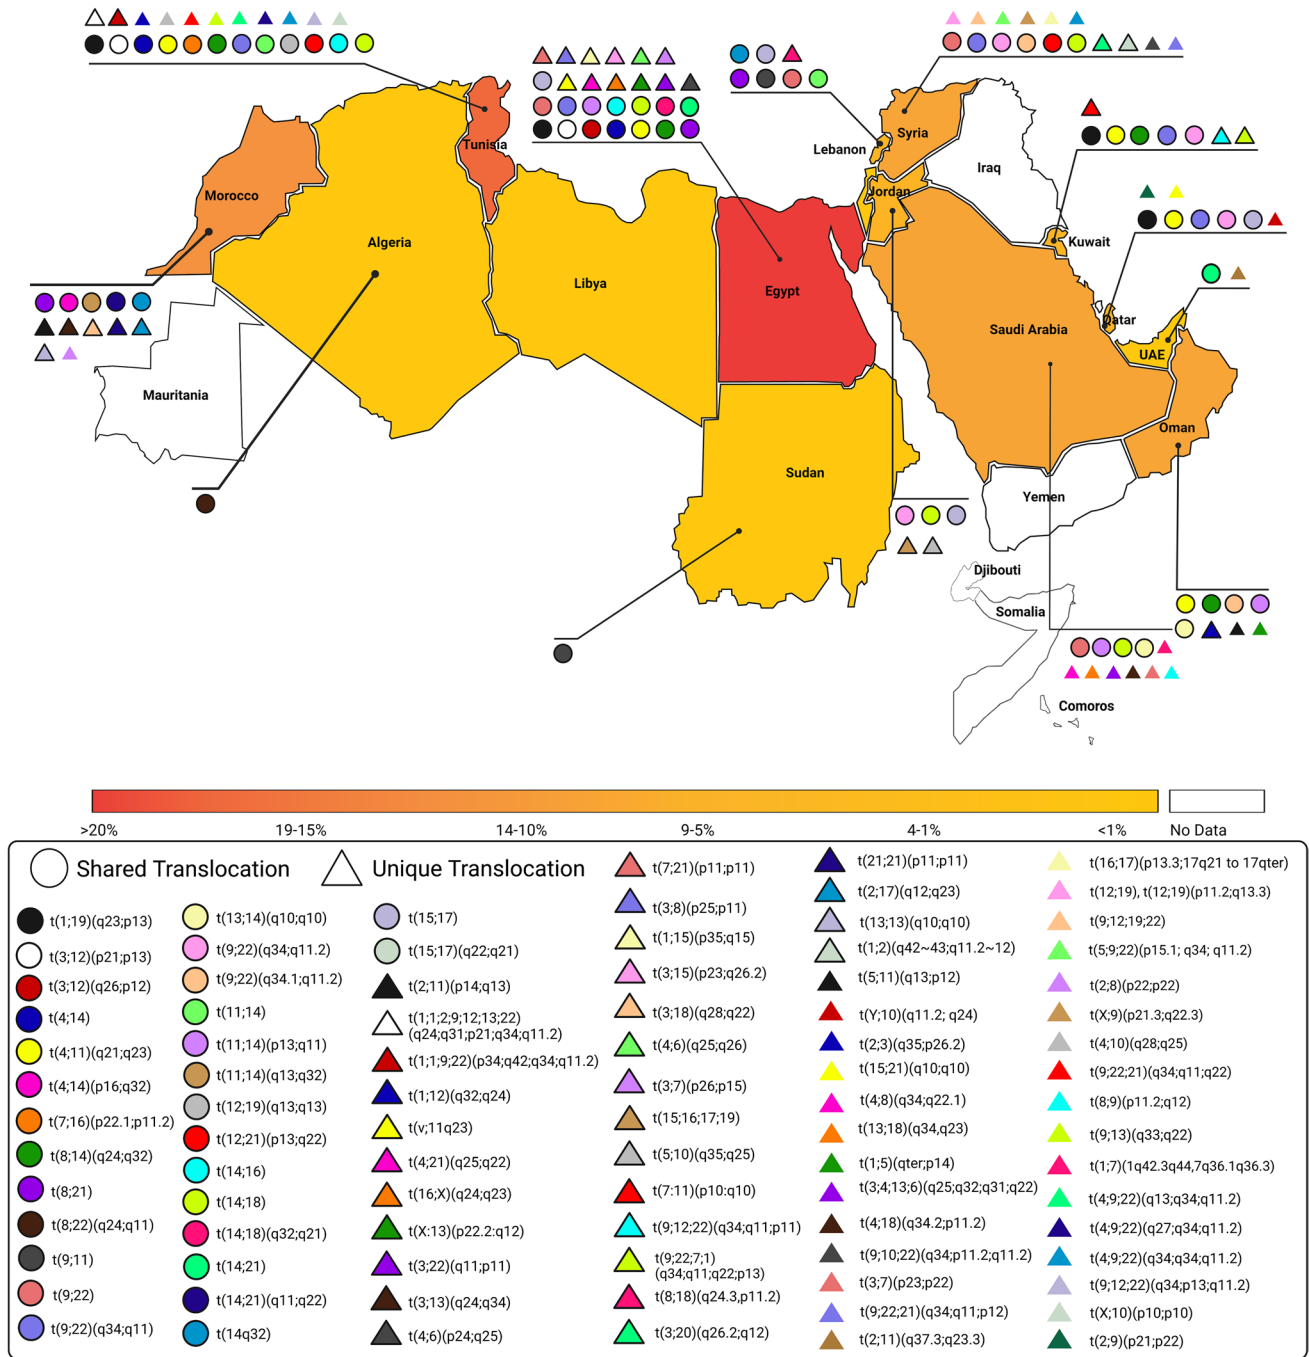 Tunisia
Morocco
Algeria
Libya
Egypt
Mauritania
Sudan
Syria
Lebanon
Iraq
Jordan
Kuwait
Qatar
Saudi Arabia
UAE
Oman
Yemen
Djibouti
Somalia
Comoros
>20% 19-15% 14-10% 9-5% 4-1% <1% No Data
Shared Translocation
Unique Translocation
t(1;19)(q23;p13)
t(3;12)(p21;p13)
t(3;12)(q26;p12)
t(4;14)
t(4;11)(q21;q23)
t(4;14)(p16;q32)
t(7;16)(p22.1;p11.2)
t(8;14)(q24;q32)
t(8;21)
t(8;22)(q24;q11)
t(9;11)
t(9;22)
t(9;22)(q34;q11)
t(13;14)(q10;q10)
t(9;22)(q34;q11.2)
t(9;22)(q34.1;q11.2)
t(11;14)
t(11;14)(p13;q11)
t(11;14)(q13;q32)
t(12;19)(q13;q13)
t(12;21)(p13;q22)
t(14;16)
t(14;18)
t(14;18)(q32;q21)
t(14;21)
t(14;21)(q11;q22)
t(14q32)
t(15;17)
t(15;17)(q22;q21)
t(2;11)(p14;q13)
t(1;1;2;9;12;13;22)
(q24;q31;p21;q34;q11.2)
t(1;1;9;22)(p34;q42;q34;q11.2)
t(1;12)(q32;q24)
t(v;11q23)
t(4;21)(q25;q22)
t(16;X)(q24;q23)
t(X:13)(p22.2:q12)
t(3;22)(q11;p11)
t(3;13)(q24;q34)
t(4;6)(p24;q25)
t(7;21)(p11;p11)
t(3;8)(p25;p11)
t(1;15)(p35;q15)
t(3;15)(p23;q26.2)
t(3;18)(q28;q22)
t(4;6)(q25;q26)
t(3;7)(p26;p15)
t(15;16;17;19)
t(5;10)(q35;q25)
t(7:11)(p10:q10)
t(9;12;22)(q34;q11;p11)
t(9;22;7;1)
(q34;q11;q22;p13)
t(8;18)(q24.3,p11.2)
t(3;20)(q26.2;q12)
t(21;21)(p11;p11)
t(2;17)(q12;q23)
t(13;13)(q10;q10)
t(1;2)(q42~43;q11.2~12)
t(5;11)(q13;p12)
t(Y;10)(q11.2; q24)
t(2;3)(q35;p26.2)
t(15;21)(q10;q10)
t(4;8)(q34;q22.1)
t(13;18)(q34,q23)
t(1;5)(qter;p14)
t(3;4;13;6)(q25;q32;q31;q22)
t(4;18)(q34.2;p11.2)
t(9;10;22)(q34;p11.2;q11.2)
t(3;7)(p23;p22)
t(9;22;21)(q34;q11;p12)
t(2;11)(q37.3;q23.3)
t(16;17)(p13.3;17q21 to 17qter)
t(12;19), t(12;19)(p11.2;q13.3)
t(9;12;19;22)
t(5;9;22)(p15.1; q34; q11.2)
t(2;8)(p22;p22)
t(X;9)(p21.3;q22.3)
t(4;10)(q28;q25)
t(9;22;21)(q34;q11;q22)
t(8;9)(p11.2;q12)
t(9;13)(q33;q22)
t(1;7)(1q42.3q44,7q36.1q36.3)
t(4;9;22)(q13;q34;q11.2)
t(4;9;22)(q27;q34;q11.2)
t(4;9;22)(q34;q34;q11.2)
t(9;12;22)(q34;p13;q11.2)
t(X;10)(p10;p10)
t(2;9)(p21;p22)